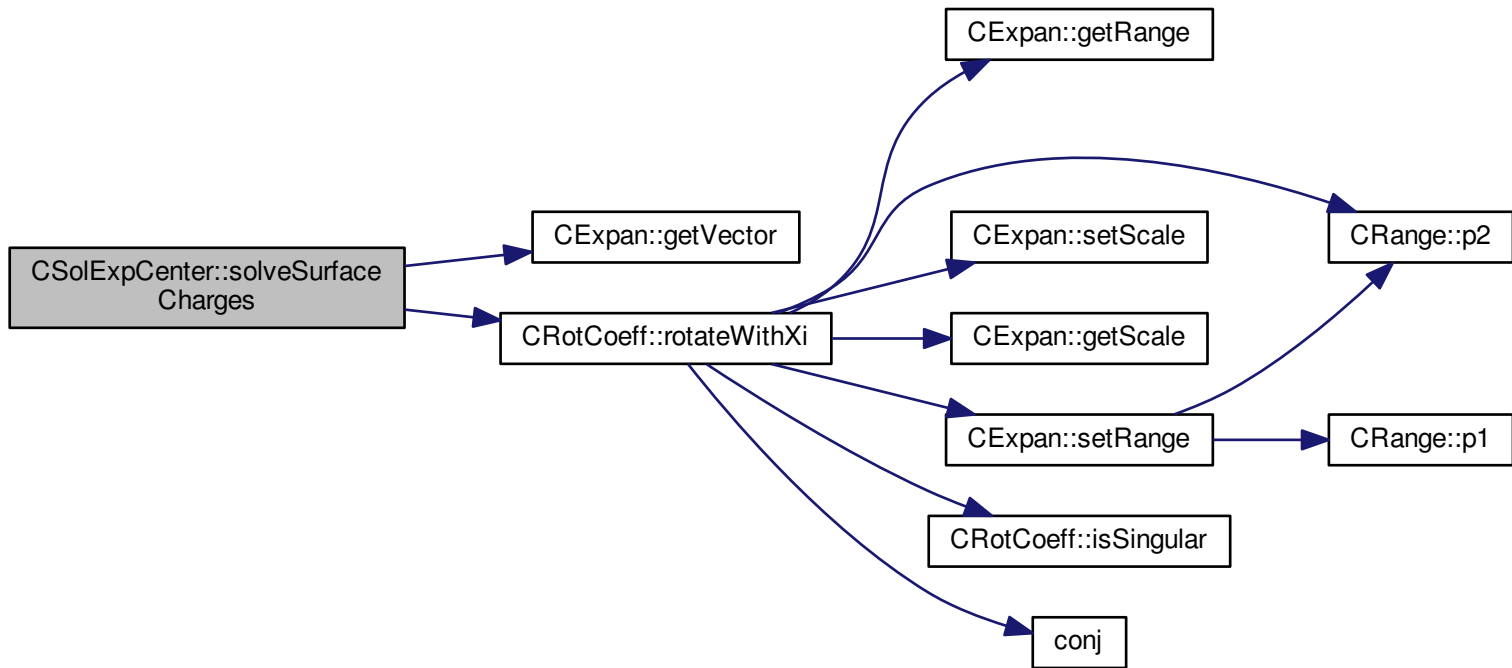 CSolExpCenter::solveSurface
Charges
CExpan::getVector
CRotCoeff::rotateWithXi
CExpan::getRange
CExpan::setScale
CExpan::getScale
CExpan::setRange
CRotCoeff::isSingular
conj
CRange::p2
CRange::p1